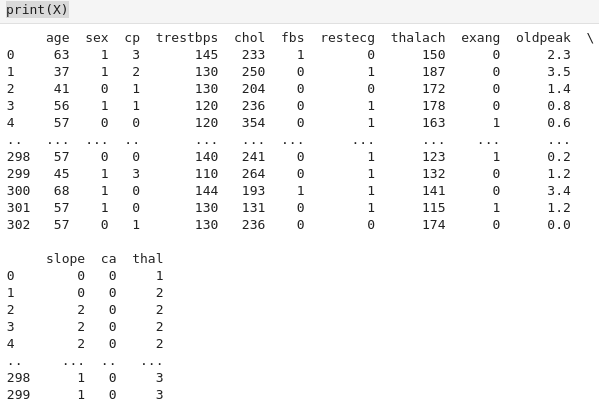 print(X)
     age  sex  cp  trestbps  chol  fbs  restecg  thalach  exang  oldpeak  \
0     63    1   3       145   233    1        0      150      0      2.3
1     37    1   2       130   250    0        1      187      0      3.5
2     41    0   1       130   204    0        0      172      0      1.4
3     56    1   1       120   236    0        1      178      0      0.8
4     57    0   0       120   354    0        1      163      1      0.6
..   ...  ...  ..       ...   ...  ...      ...      ...    ...      ...
298   57    0   0       140   241    0        1      123      1      0.2
299   45    1   3       110   264    0        1      132      0      1.2
300   68    1   0       144   193    1        1      141      0      3.4
301   57    1   0       130   131    0        1      115      1      1.2
302   57    0   1       130   236    0        0      174      0      0.0
     slope  ca  thal
0        0   0     1
1        0   0     2
2        2   0     2
3        2   0     2
4        2   0     2
..     ...  ..   ...
298      1   0     3
299      1   0     3